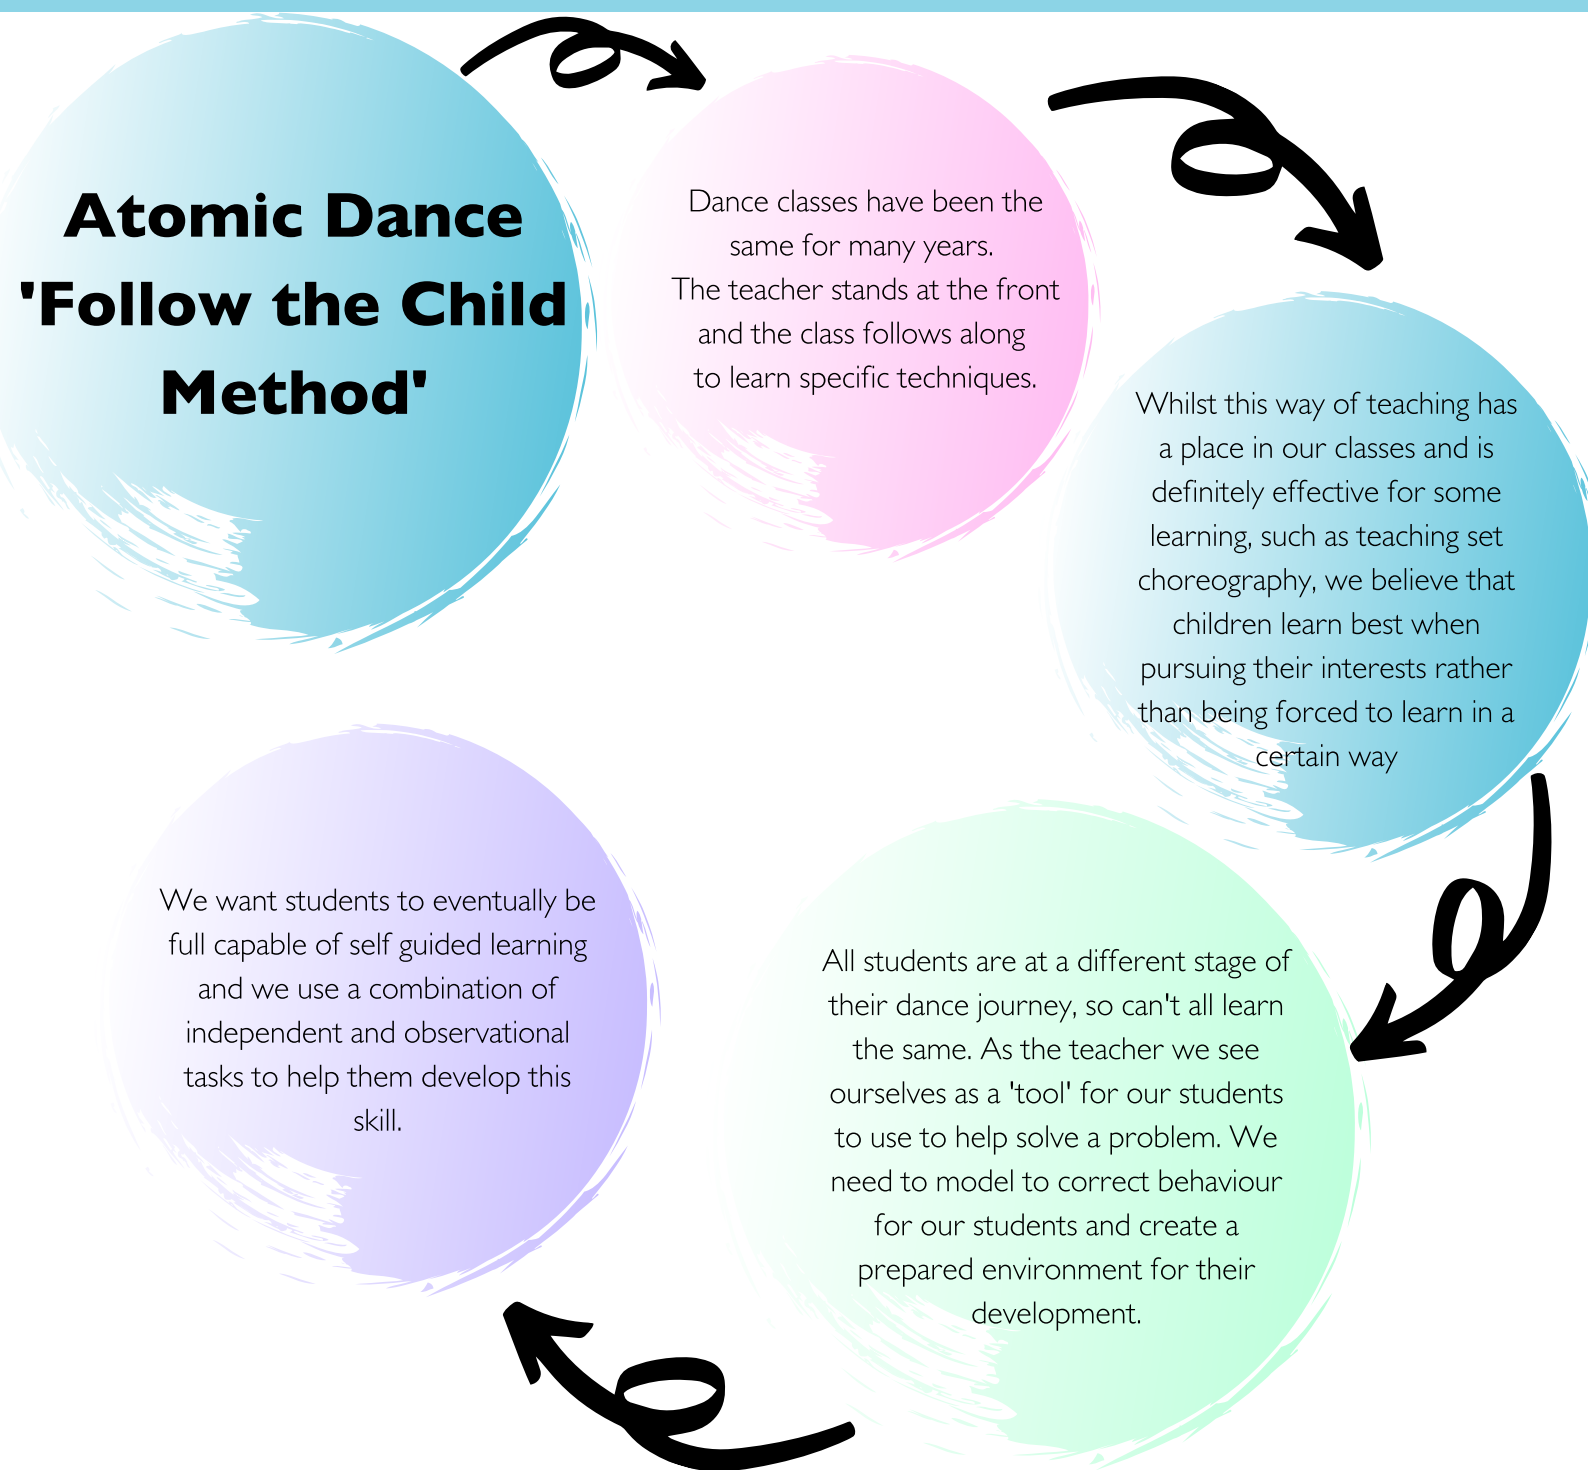 Atomic Dance
'Follow the Child
Method'
Dance classes have been the
same for many years.
The teacher stands at the front
and the class follows along
to learn specific techniques.
Whilst this way of teaching has
a place in our classes and is
definitely effective for some
learning, such as teaching set
choreography, we believe that
children learn best when
pursuing their interests rather
than being forced to learn in a
certain way
All students are at a different stage of
their dance journey, so can't all learn
the same. As the teacher we see
ourselves as a 'tool' for our students
to use to help solve a problem. We
need to model to correct behaviour
for our students and create a
prepared environment for their
development.
We want students to eventually be
full capable of self guided learning
and we use a combination of
independent and observational
tasks to help them develop this
skill.